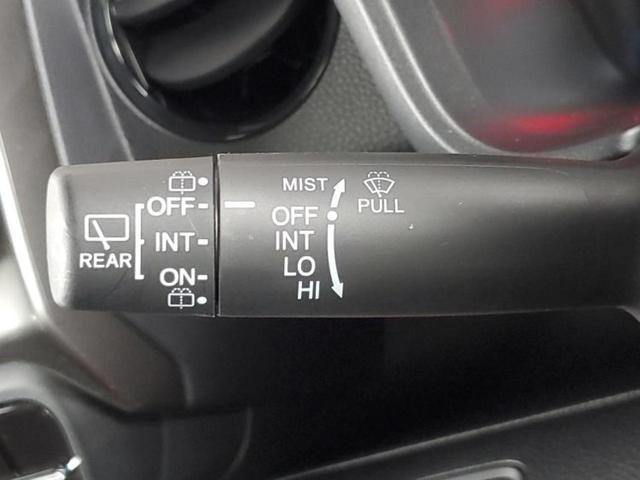 REAR
OFF
INT
ON
MIST
OFF
INT
LO
HI
PULL